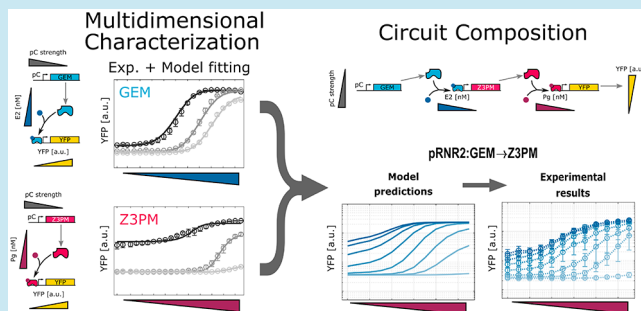 Multidimensional
Characterization
Exp. + Model fitting
pC strength
pC
GEM
E2 [nM]
YFP
YFP [a.u.]
YFP [a.u.]
GEM
pC strength
pC
Z3PM
Pg [nM]
YFP
YFP [a.u.]
YFP [a.u.]
Z3PM
Circuit Composition
pC strength
pC
GEM
E2 [nM]
Z3PM
Pg [nM]
YFP
YFP [a.u.]
pRNR2:GEM→Z3PM
Model
predictions
Experimental
results
YFP [a.u.]
YFP [a.u.]